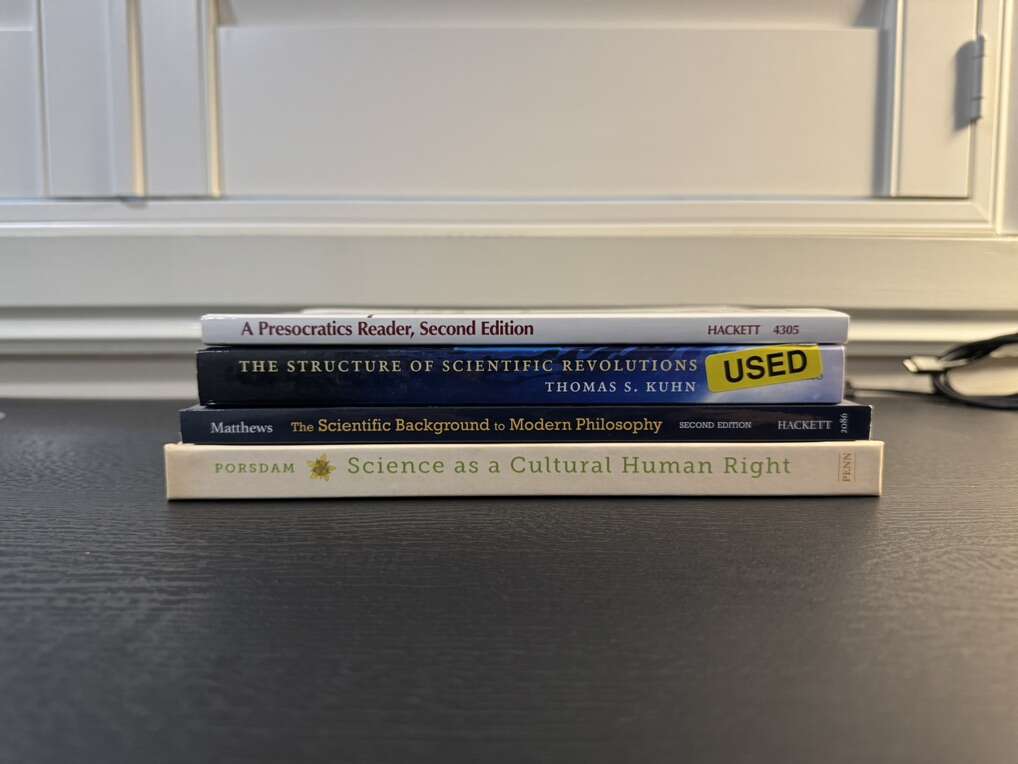 A Presocratics Reader, Second Edition HACKETT 4305
THE STRUCTURE OF SCIENTIFIC REVOLUTIONS
THOMAS S. KUHN
USED
Matthews The Scientific Background to Modern Philosophy SECOND EDITION HACKETT 2086
PORSDAM Science as a Cultural Human Right PENN